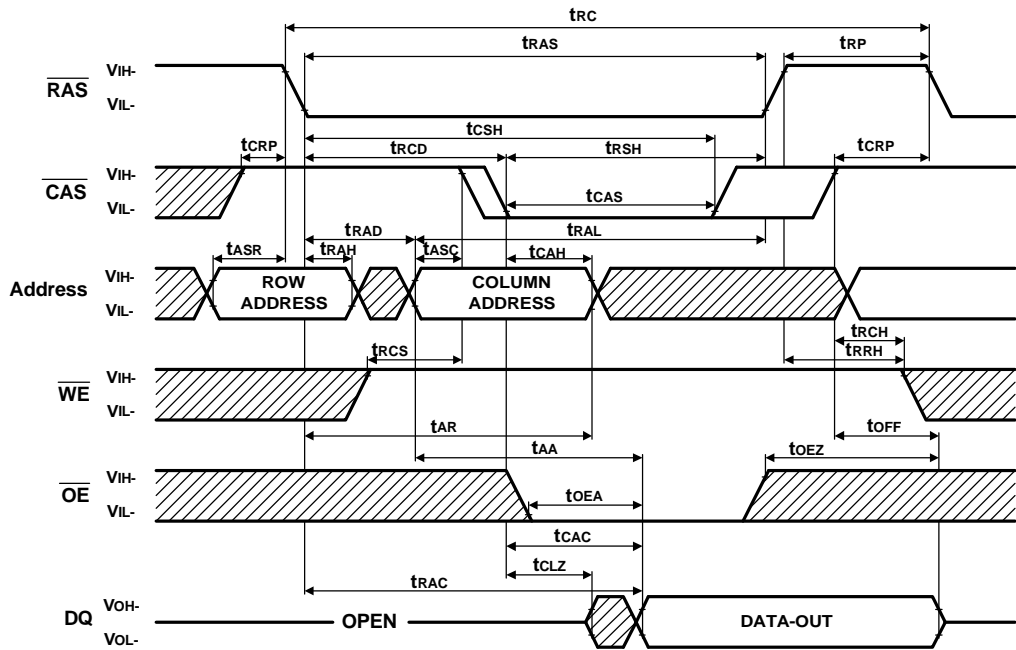 tRC
tRAS
tRP
RAS
VIH-
VIL-
tCSH
tCRP
tRCD
tRSH
tCRP
CAS
VIH-
VIL-
tCAS
tRAD
tRAL
tASR
tRAH
tASC
tCAH
Address
VIH-
VIL-
ROW
ADDRESS
COLUMN
ADDRESS
tRCH
tRCS
tRRH
WE
VIH-
VIL-
tAR
tOFF
tAA
tOEZ
OE
VIH-
VIL-
tOEA
tCAC
tCLZ
tRAC
DQ
VOH-
VOL-
OPEN
DATA-OUT